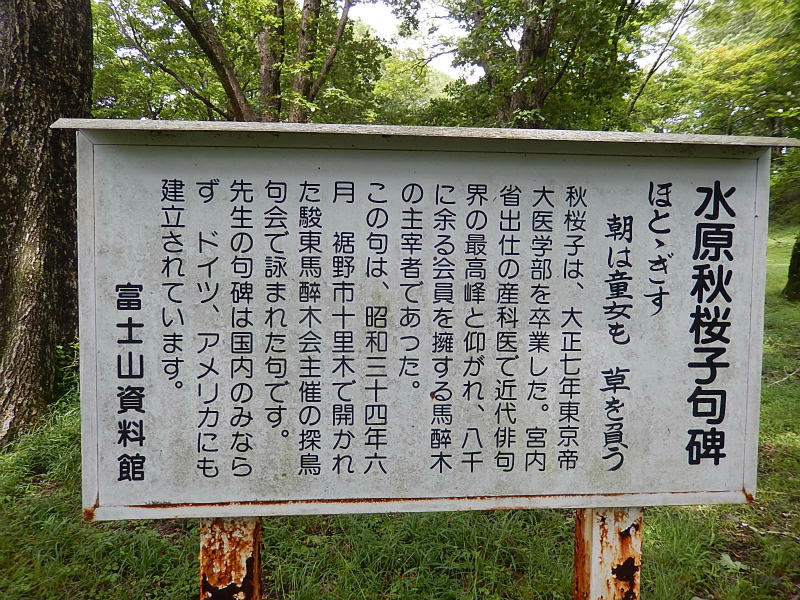 水原秋桜子句碑
ほとゝぎす
朝は童女も　草を負う
秋桜子は、大正七年東京帝
大医学部を卒業した。宮内
省出仕の産科医で近代俳句
界の最高峰と仰がれ、八千
に余る会員を擁する馬酔木
の主宰者であった。
この句は、昭和三十四年六
月　裾野市十里木で開かれ
た駿東馬酔木会主催の探鳥
句会で詠まれた句です。
先生の句碑は国内のみなら
ず　ドイツ、アメリカにも
建立されています。
富士山資料館